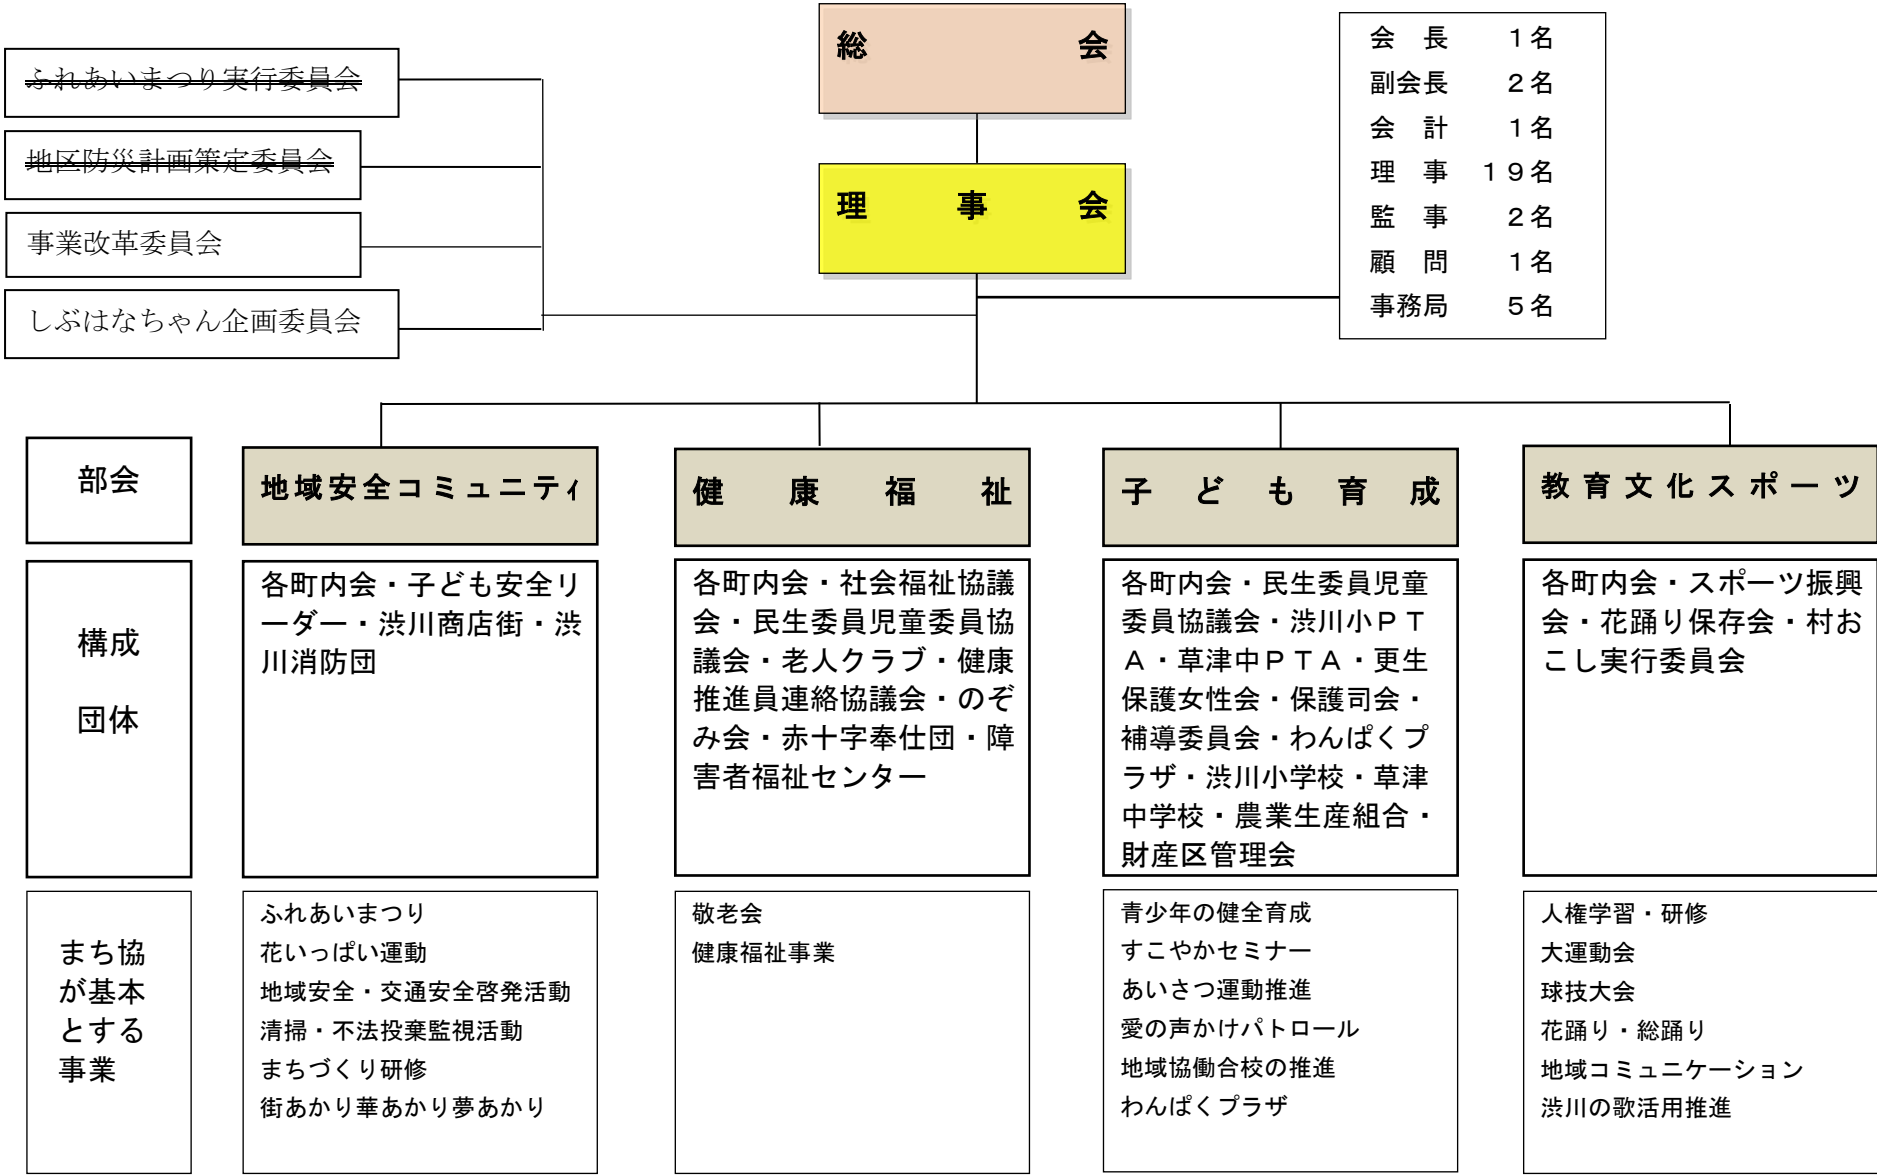 総 会
会 長 1名
副会長 2名
会 計 1名
理 事 19名
監 事 2名
顧 問 1名
事務局 5名
ふれあいまつり実行委員会
地区防災計画策定委員会
事業改革委員会
しぶはなちゃん企画委員会
理 事 会
部会
地域安全コミュニティ
健 康 福 祉
子 ど も 育 成
教育文化スポーツ
構成
団体
各町内会・子ども安全リ
ーダー・渋川商店街・渋
川消防団
各町内会・社会福祉協議
会・民生委員児童委員協
議会・老人クラブ・健康
推進員連絡協議会・のぞ
み会・赤十字奉仕団・障
害者福祉センター
各町内会・民生委員児童
委員協議会・渋川小PT
A・草津中PTA・更生
保護女性会・保護司会・
補導委員会・わんぱくプ
ラザ・渋川小学校・草津
中学校・農業生産組合・
財産区管理会
各町内会・スポーツ振興
会・花踊り保存会・村お
こし実行委員会
まち協
が基本
とする
事業
ふれあいまつり
花いっぱい運動
地域安全・交通安全啓発活動
清掃・不法投棄監視活動
まちづくり研修
街あかり華あかり夢あかり
敬老会
健康福祉事業
青少年の健全育成
すこやかセミナー
あいさつ運動推進
愛の声かけパトロール
地域協働合校の推進
わんぱくプラザ
人権学習・研修
大運動会
球技大会
花踊り・総踊り
地域コミュニケーション
渋川の歌活用推進